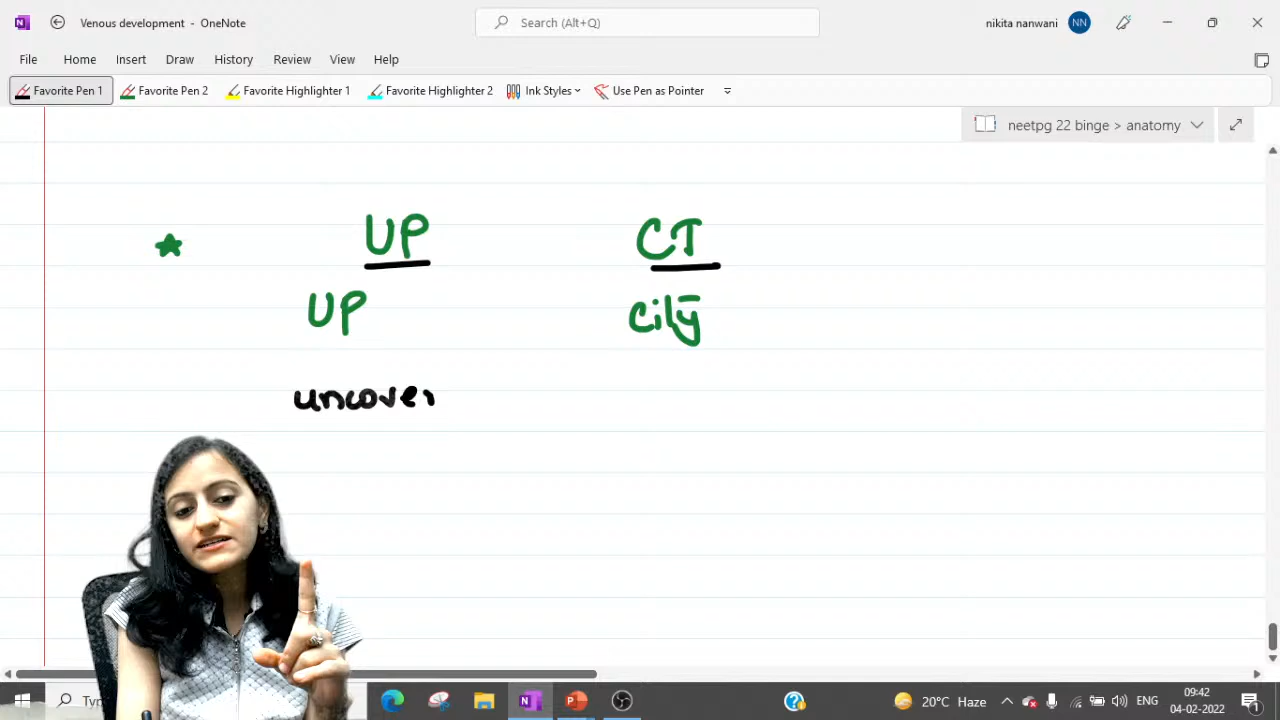 Venous development - OneNote
Search (Alt+Q)
nikita nanwani NN
File Home Insert Draw History Review View Help
Favorite Pen 1 Favorite Pen 2 Favorite Highlighter 1 Favorite Highlighter 2 Ink Styles Use Pen as Pointer
neetpg 22 binge > anatomy
UP CT
UP City
uncover
Typ
20°C Haze ENG 09:42
04-02-2022 1